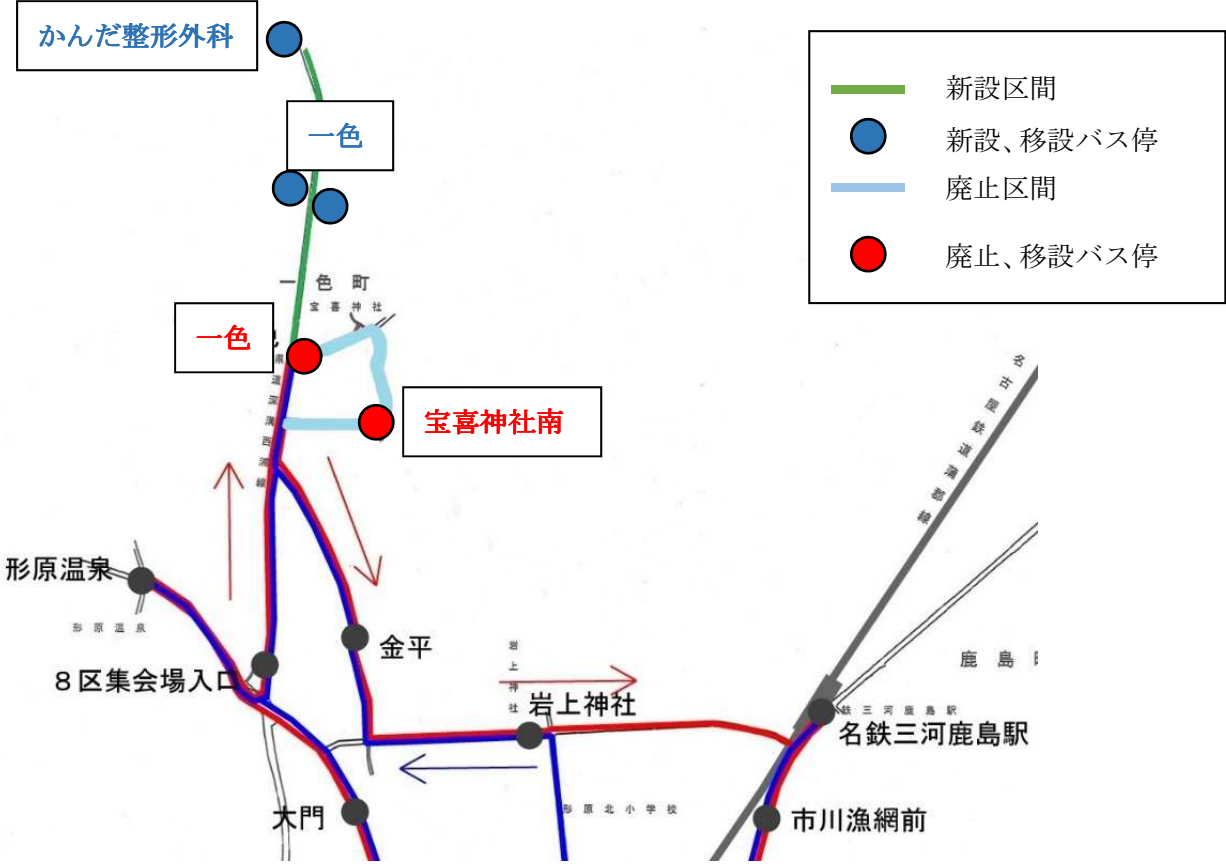 かんだ整形外科
一色
新設区間
新設、移設バス停
廃止区間
廃止、移設バス停
一色町
宝喜神社
一色
宝喜神社南
名古屋鉄道蒲郡線
形原温泉
形原温泉
8区集会場入口
金平
岩上神社
岩上神社
鹿島
鉄三河鹿島駅
名鉄三河鹿島駅
大門
形原北小学校
市川漁網前